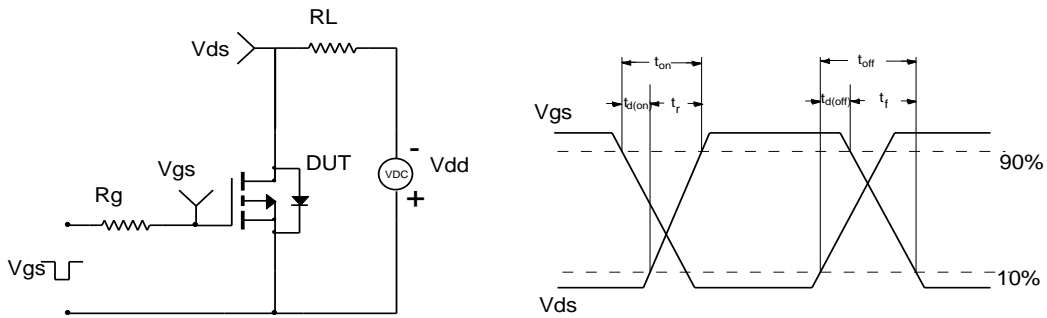 RL
Vds
Vgs
DUT
-
VDC
Vdd
+
Rg
Vgs
ton
toff
td(on)
tr
td(off)
tf
Vgs
90%
10%
Vds